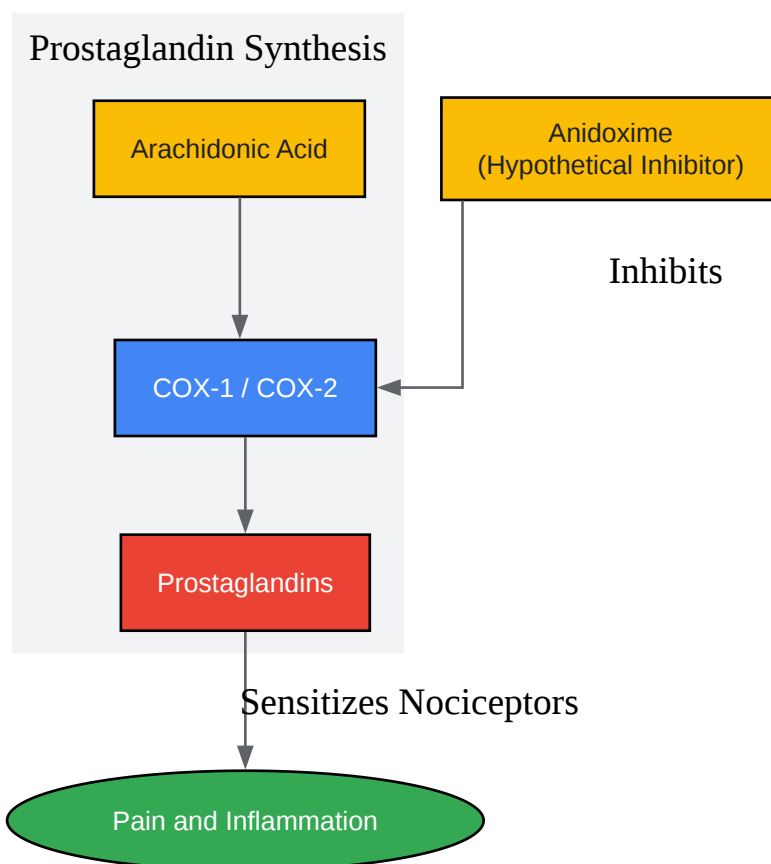 Prostaglandin Synthesis
Arachidonic Acid
Anidoxime
(Hypothetical Inhibitor)
Inhibits
COX-1 / COX-2
Prostaglandins
Sensitizes Nociceptors
Pain and Inflammation